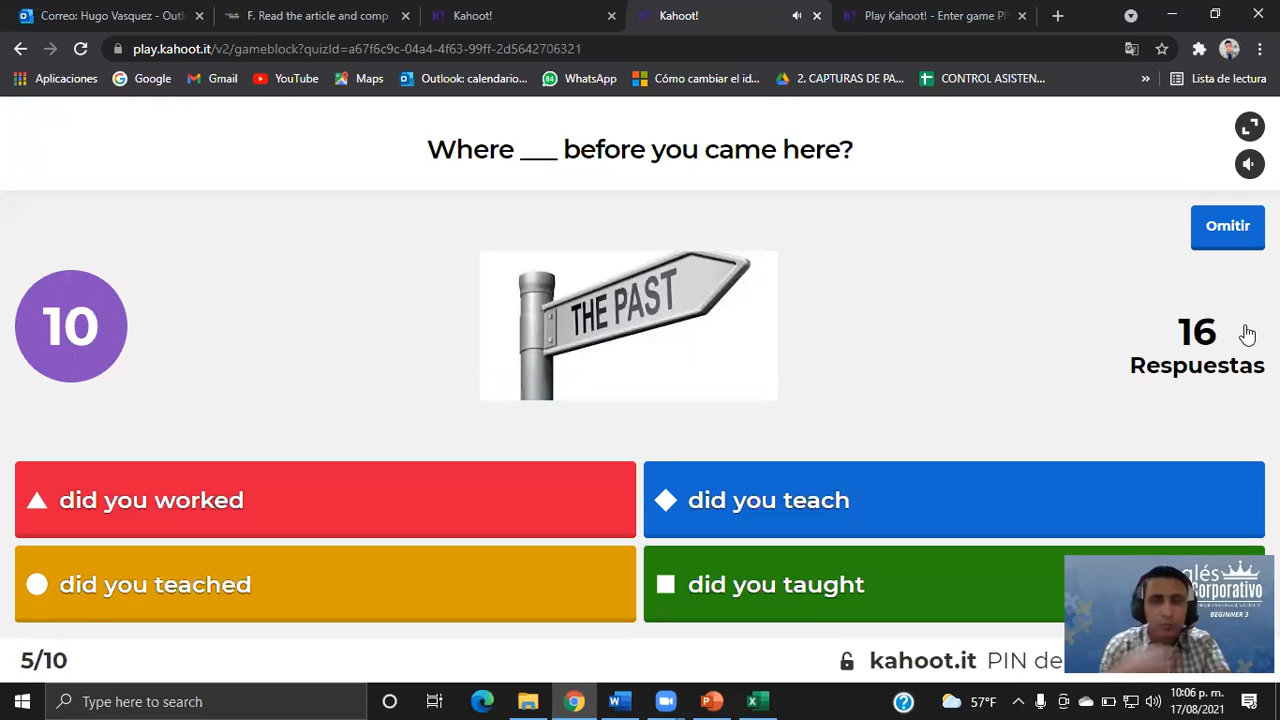 Correo: Hugo Vasquez - Outl
F. Read the article and comp
Kahoot!
Kahoot!
Play Kahoot! - Enter game P
play.kahoot.it/v2/gameblock?quizId=a67f6c9c-04a4-4f63-99ff-2d5642706321
Aplicaciones Google Gmail YouTube Maps Outlook: calendario... 84 WhatsApp Cómo cambiar el id... 2. CAPTURAS DE PA... CONTROL ASISTEN... » Lista de lectura
Where ___ before you came here?
Omitir
THE PAST
10
16
Respuestas
did you worked
did you teach
did you teached
did you taught
glés
Corporativo
BEGINNER 3
5/10
kahoot.it PIN de
Type here to search
57°F
10:06 p. m.
17/08/2021